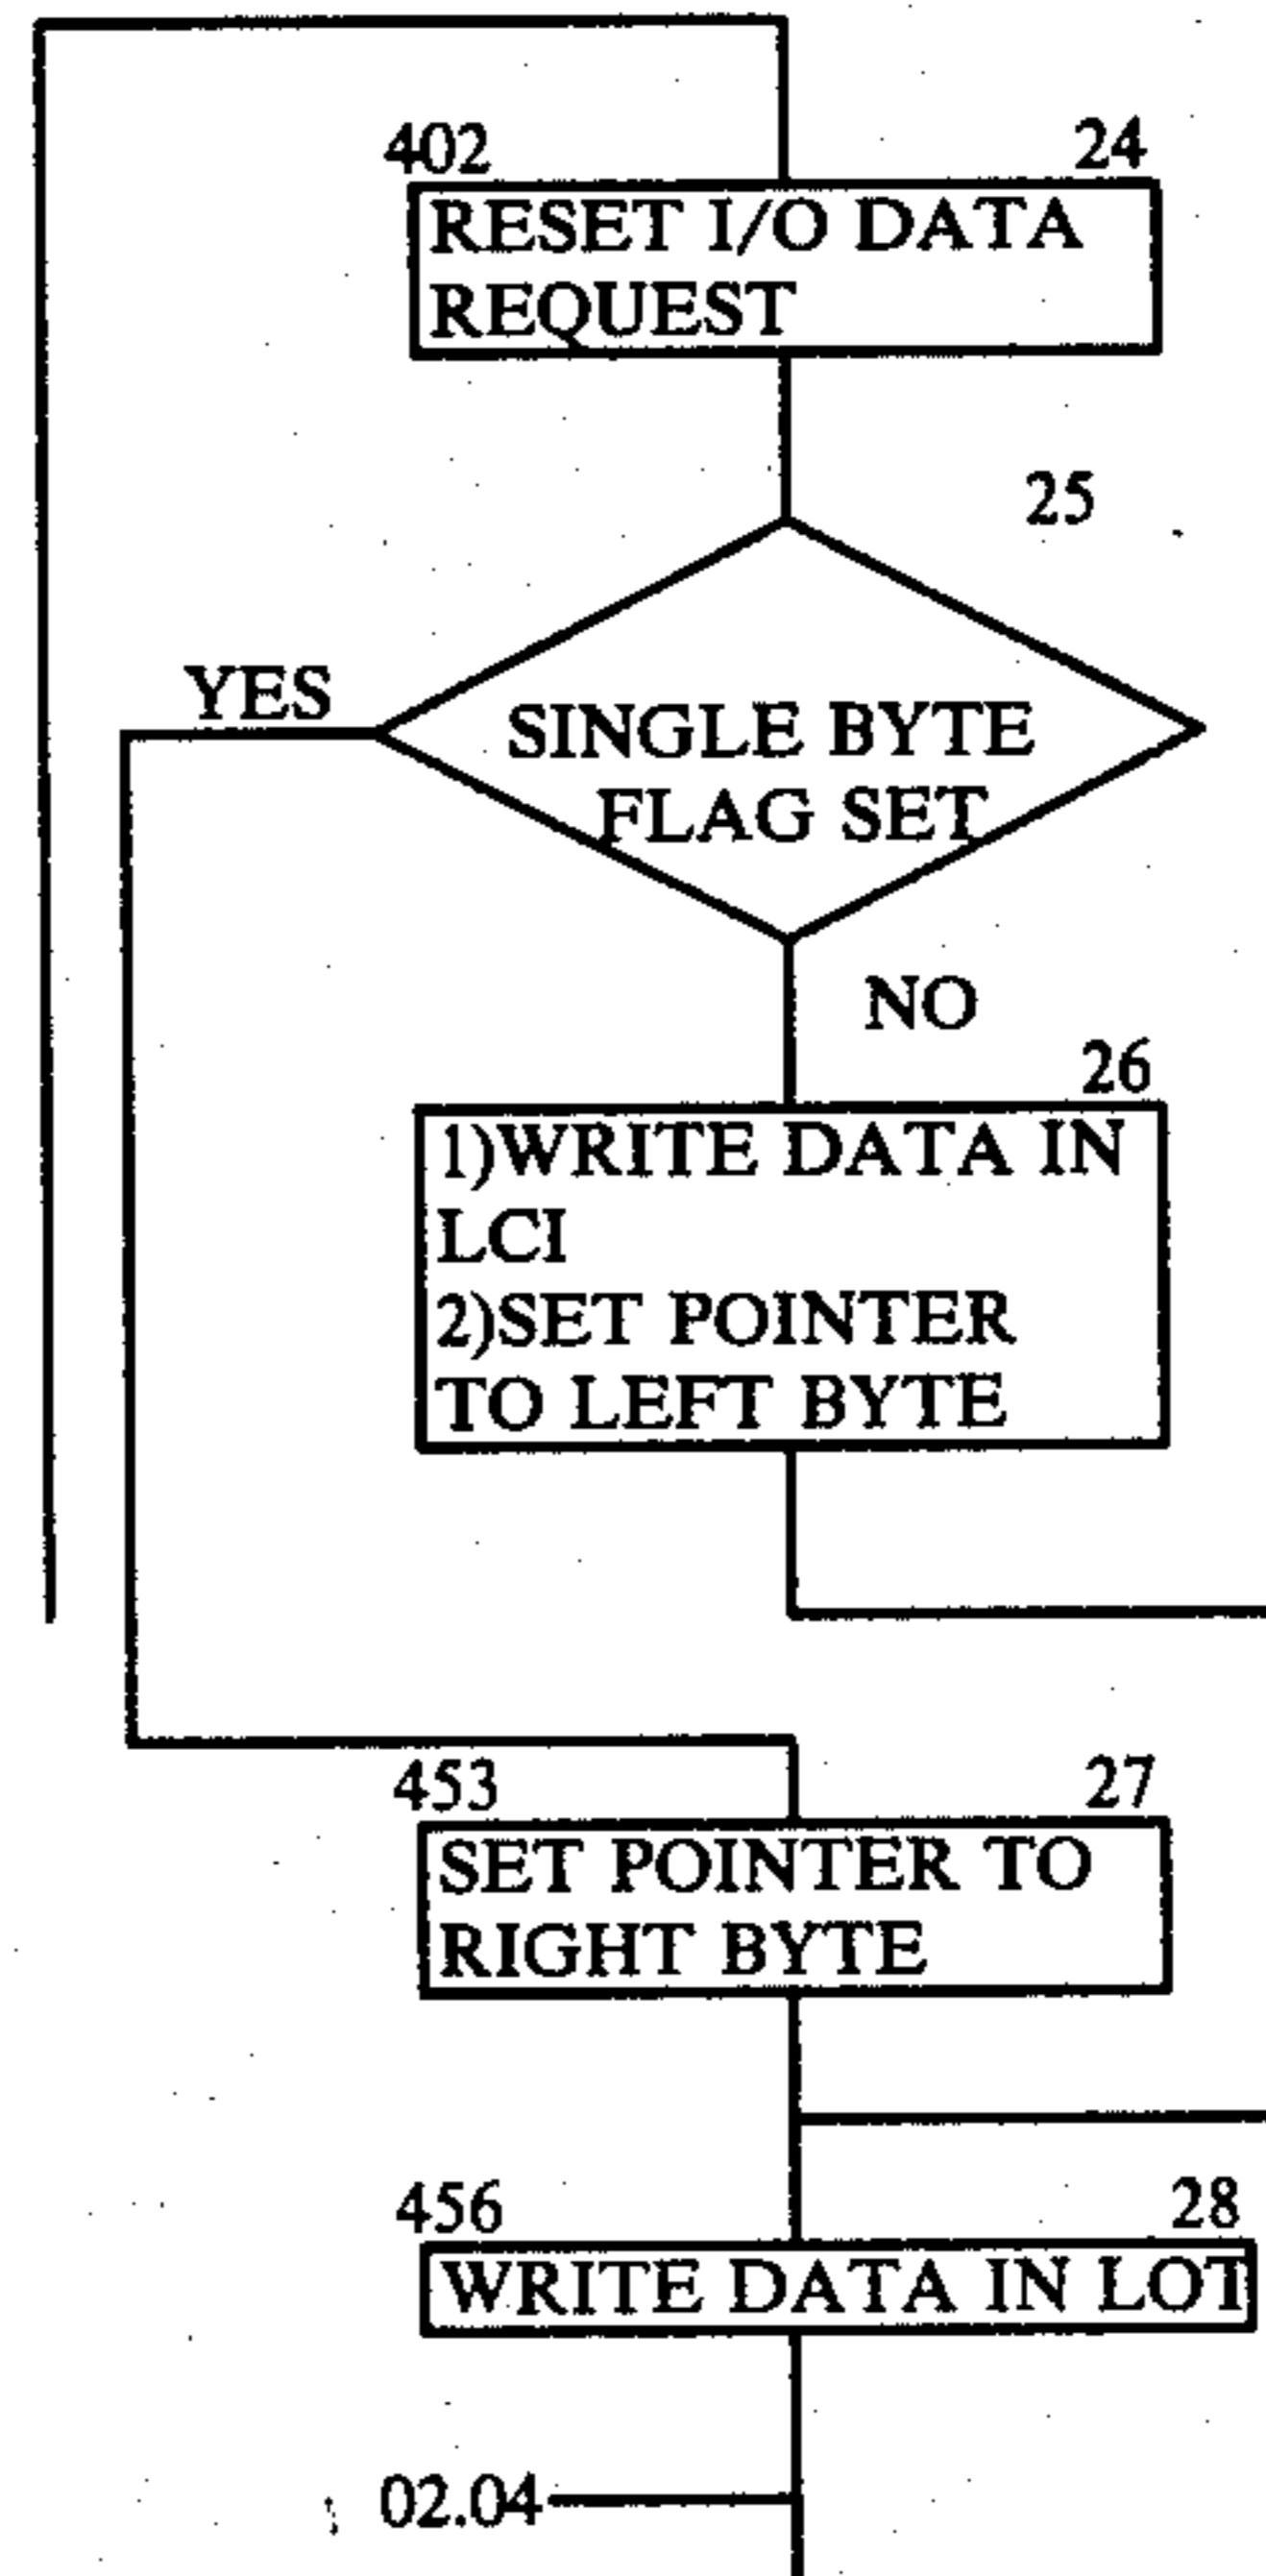 402
24
RESET I/O DATA
REQUEST
25
YES
SINGLE BYTE
FLAG SET
NO
26
1)WRITE DATA IN
LCI
2)SET POINTER
TO LEFT BYTE
453
27
SET POINTER TO
RIGHT BYTE
456
28
WRITE DATA IN LOT
02.04